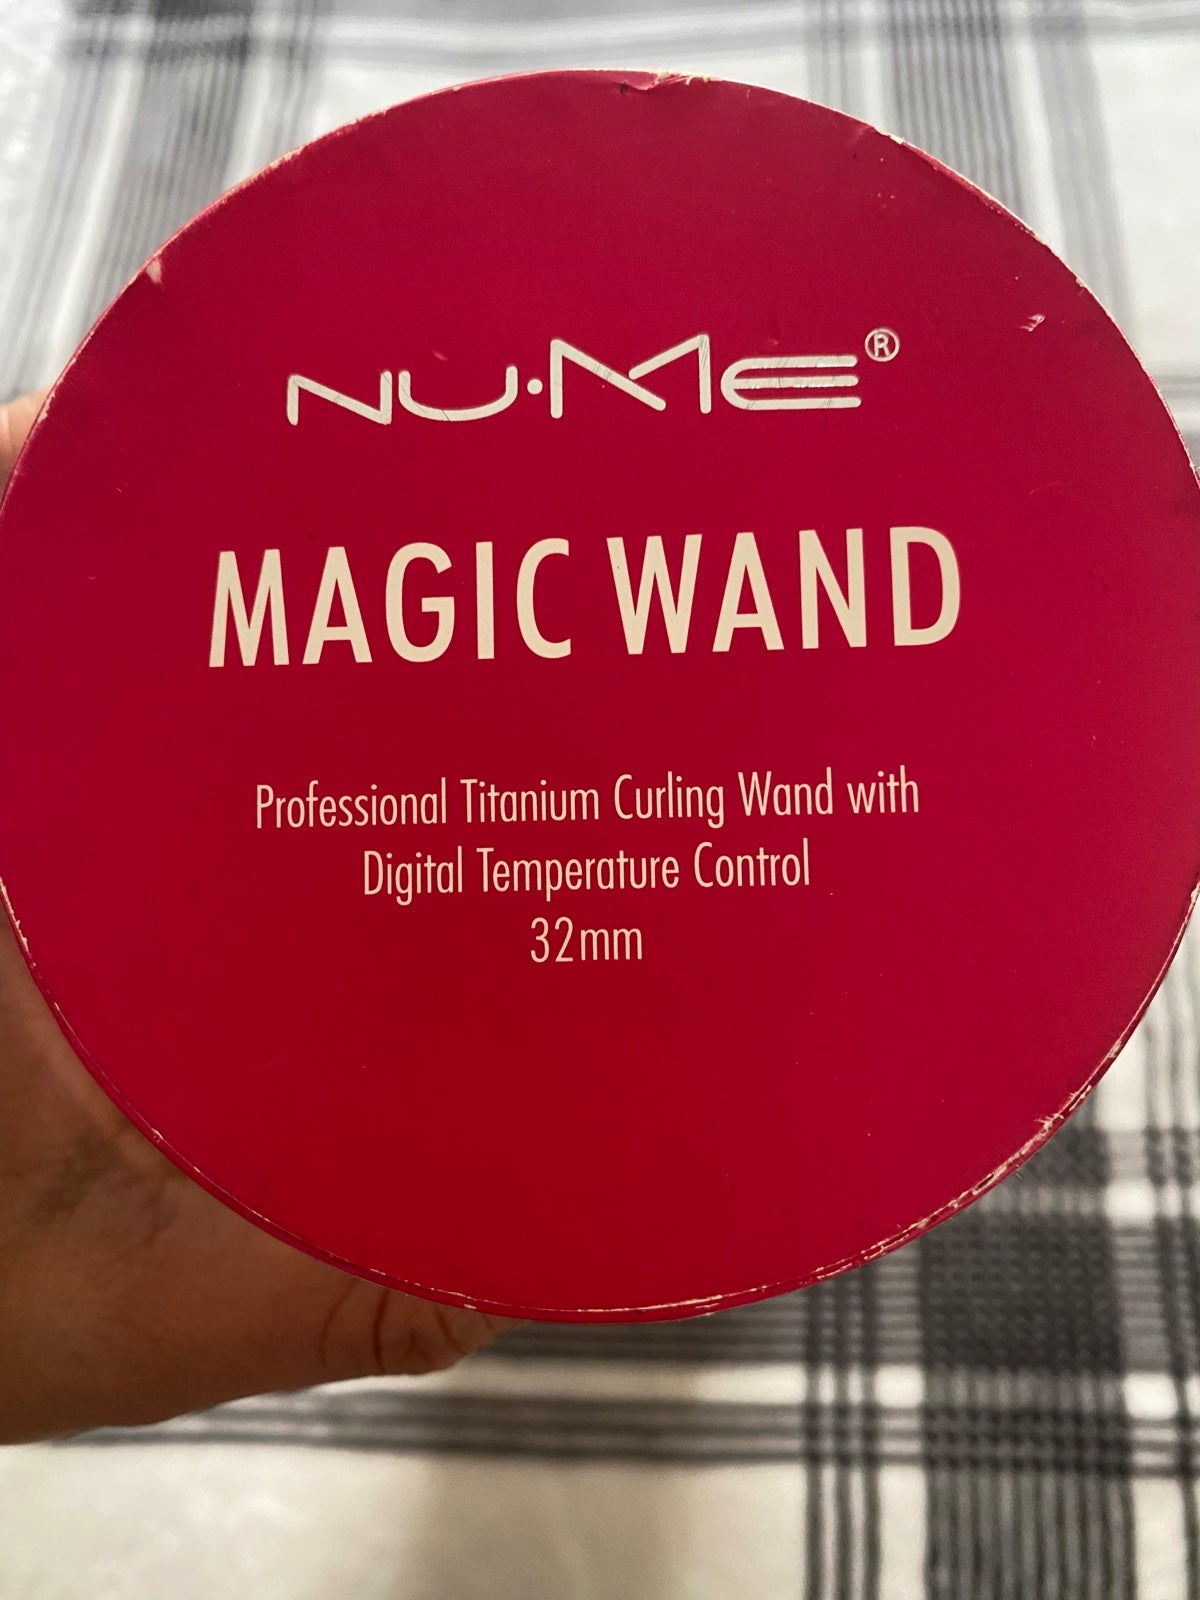 NU·ME®
MAGIC WAND
Professional Titanium Curling Wand with
Digital Temperature Control
32mm